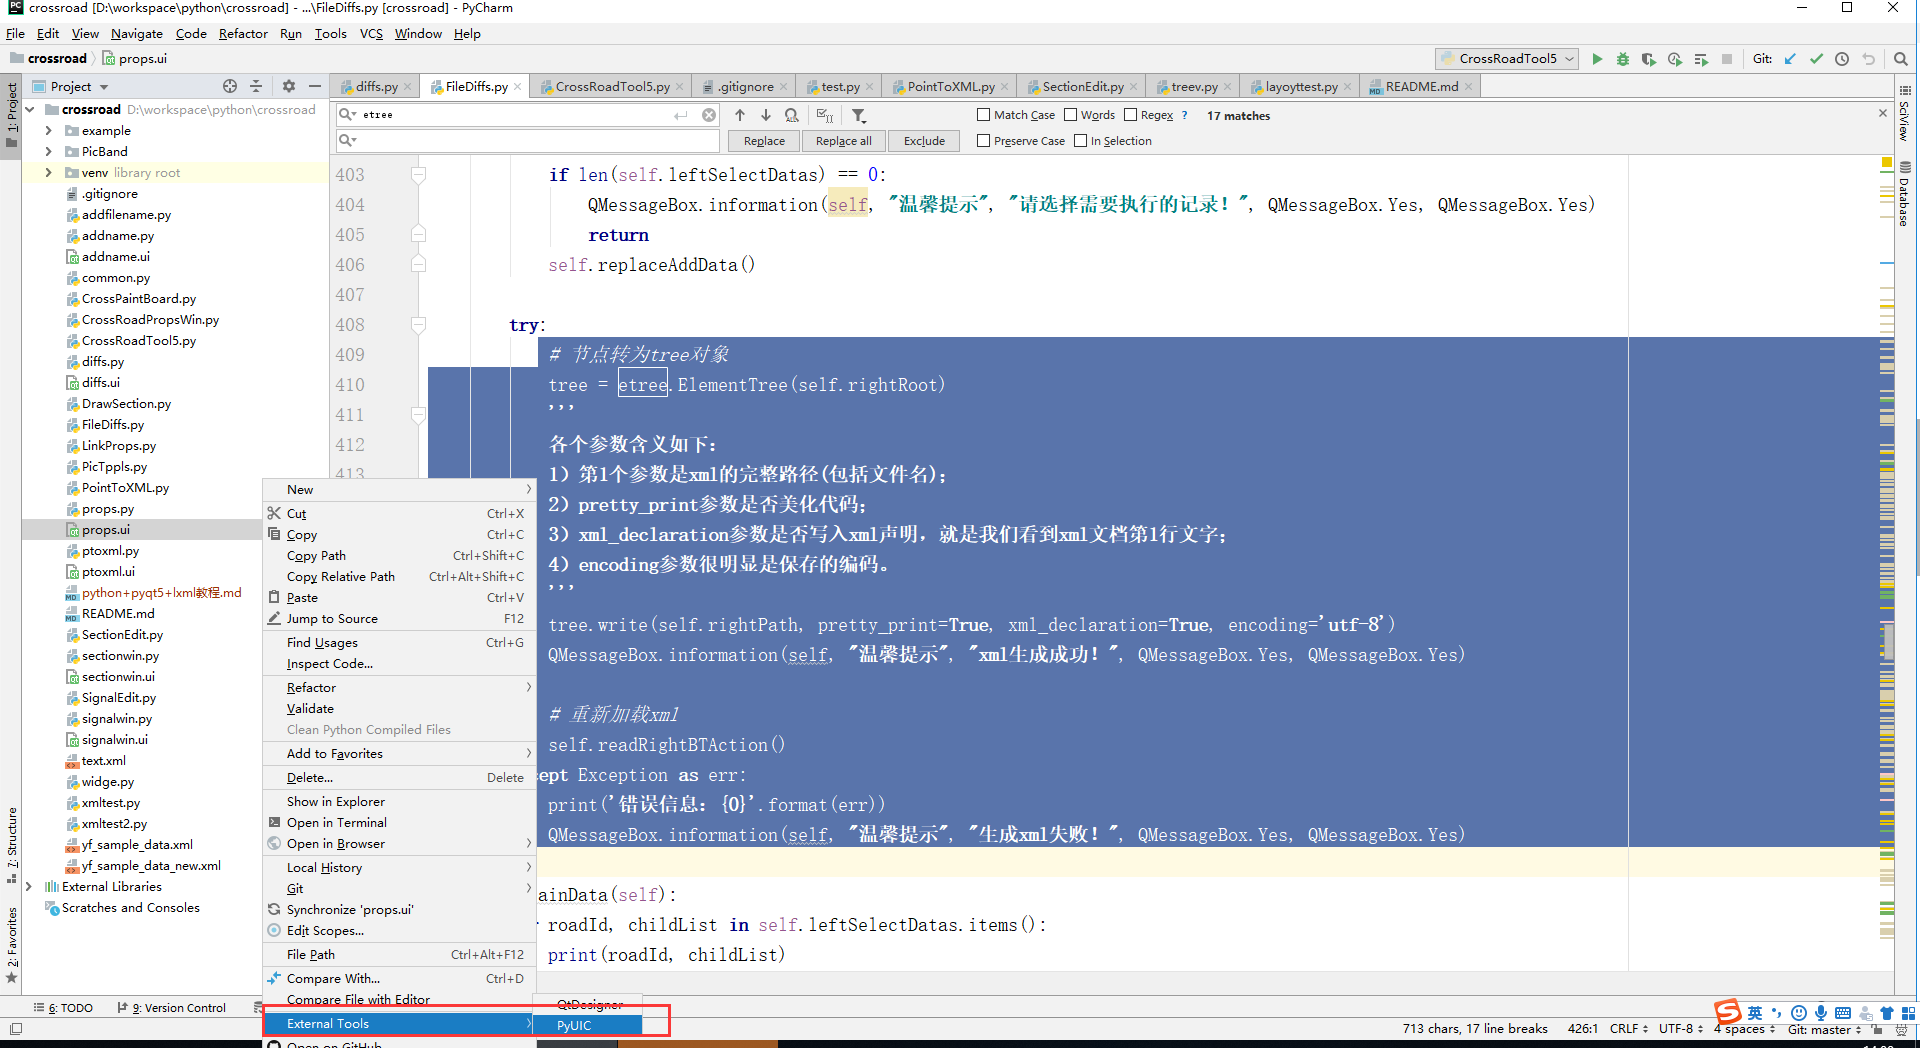 crossroad [D:\workspace\python\crossroad] - ...\FileDiffs.py [crossroad] - PyCharm
File Edit View Navigate Code Refactor Run Tools VCS Window Help
crossroad props.ui
CrossRoadTool5
Git:
Project
diffs.py
FileDiffs.py
CrossRoadTool5.py
.gitignore
test.py
PointToXML.py
SectionEdit.py
treev.py
layoyttest.py
README.md
1: Project
7: Structure
2: Favorites
SciView
Database
crossroad D:\workspace\python\crossroad
example
PicBand
venv library root
.gitignore
addfilename.py
addname.py
addname.ui
common.py
CrossPaintBoard.py
CrossRoadPropsWin.py
CrossRoadTool5.py
diffs.py
diffs.ui
DrawSection.py
FileDiffs.py
LinkProps.py
PicTppls.py
PointToXML.py
props.py
props.ui
ptoxml.py
ptoxml.ui
python+pyqt5+lxml教程.md
README.md
SectionEdit.py
sectionwin.py
sectionwin.ui
SignalEdit.py
signalwin.py
signalwin.ui
text.xml
widge.py
xmltest.py
xmltest2.py
yf_sample_data.xml
yf_sample_data_new.xml
External Libraries
Scratches and Consoles
etree
Match Case Words Regex ? 17 matches
Replace Replace all Exclude
Preserve Case In Selection
403 if len(self.leftSelectDatas) == 0:
404 QMessageBox.information(self, "温馨提示", "请选择需要执行的记录！", QMessageBox.Yes, QMessageBox.Yes)
405 return
406 self.replaceAddData()
407
408 try:
409 # 节点转为tree对象
410 tree = etree.ElementTree(self.rightRoot)
411 '''
412 各个参数含义如下：
413 1）第1个参数是xml的完整路径(包括文件名)；
2）pretty_print参数是否美化代码；
3）xml_declaration参数是否写入xml声明，就是我们看到xml文档第1行文字；
4）encoding参数很明显是保存的编码。
'''
tree.write(self.rightPath, pretty_print=True, xml_declaration=True, encoding='utf-8')
QMessageBox.information(self, "温馨提示", "xml生成成功！", QMessageBox.Yes, QMessageBox.Yes)
# 重新加载xml
self.readRightBTAction()
cept Exception as err:
print('错误信息：{0}'.format(err))
QMessageBox.information(self, "温馨提示", "生成xml失败！", QMessageBox.Yes, QMessageBox.Yes)
ainData(self):
r roadId, childList in self.leftSelectDatas.items():
print(roadId, childList)
New
Cut Ctrl+X
Copy Ctrl+C
Copy Path Ctrl+Shift+C
Copy Relative Path Ctrl+Alt+Shift+C
Paste Ctrl+V
Jump to Source F12
Find Usages Ctrl+G
Inspect Code...
Refactor
Validate
Clean Python Compiled Files
Add to Favorites
Delete... Delete
Show in Explorer
Open in Terminal
Open in Browser
Local History
Git
Synchronize 'props.ui'
Edit Scopes...
File Path Ctrl+Alt+F12
Compare With... Ctrl+D
Compare File with Editor
External Tools
Open on GitHub
QtDesigner
PyUIC
6: TODO 9: Version Control
英
713 chars, 17 line breaks 426:1 CRLF UTF-8 4 spaces Git: master